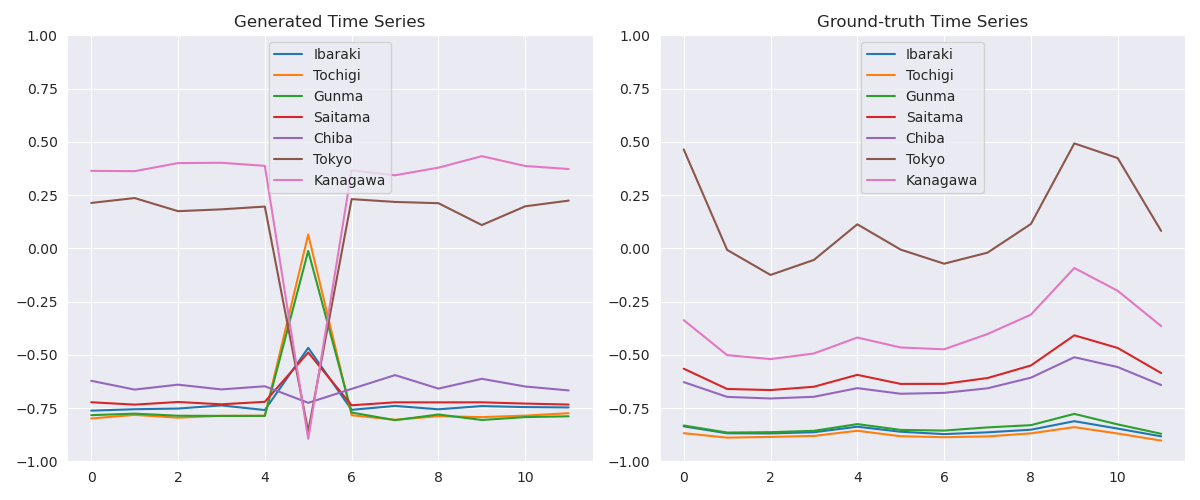 Generated Time Series
1.00
0.75
0.50
0.25
0.00
−0.25
−0.50
−0.75
−1.00
0 2 4 6 8 10
Ibaraki
Tochigi
Gunma
Saitama
Chiba
Tokyo
Kanagawa
Ground-truth Time Series
1.00
0.75
0.50
0.25
0.00
−0.25
−0.50
−0.75
−1.00
0 2 4 6 8 10
Ibaraki
Tochigi
Gunma
Saitama
Chiba
Tokyo
Kanagawa